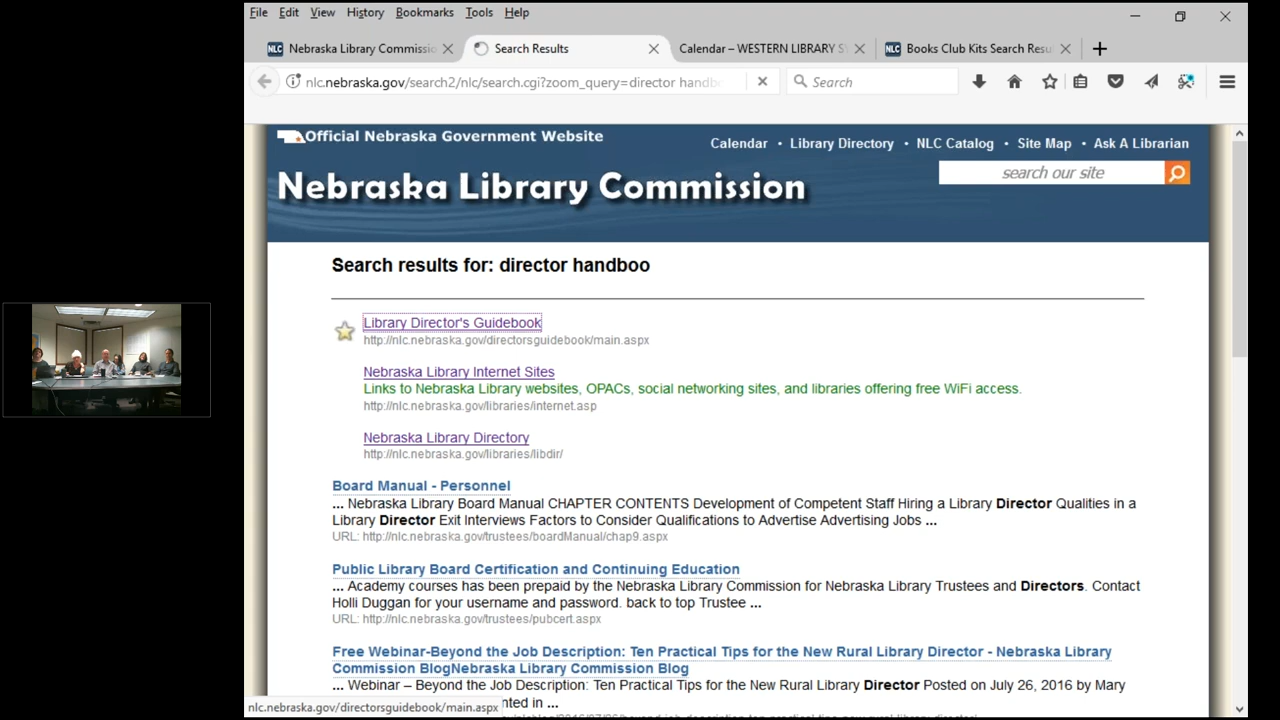 File Edit View History Bookmarks Tools Help
Nebraska Library Commissio
Search Results
Calendar – WESTERN LIBRARY S
Books Club Kits Search Resu
nlc.nebraska.gov/search2/nlc/search.cgi?zoom_query=director handb
Search
Official Nebraska Government Website
Calendar • Library Directory • NLC Catalog • Site Map • Ask A Librarian
search our site
Nebraska Library Commission
Search results for: director handboo
Library Director's Guidebook
http://nlc.nebraska.gov/directorsguidebook/main.aspx
Nebraska Library Internet Sites
Links to Nebraska Library websites, OPACs, social networking sites, and libraries offering free WiFi access.
http://nlc.nebraska.gov/libraries/internet.asp
Nebraska Library Directory
http://nlc.nebraska.gov/libraries/libdir/
Board Manual - Personnel
... Nebraska Library Board Manual CHAPTER CONTENTS Development of Competent Staff Hiring a Library Director Qualities in a
Library Director Exit Interviews Factors to Consider Qualifications to Advertise Advertising Jobs ...
URL: http://nlc.nebraska.gov/trustees/boardManual/chap9.aspx
Public Library Board Certification and Continuing Education
... Academy courses has been prepaid by the Nebraska Library Commission for Nebraska Library Trustees and Directors. Contact
Holli Duggan for your username and password. back to top Trustee ...
URL: http://nlc.nebraska.gov/trustees/pubcert.aspx
Free Webinar-Beyond the Job Description: Ten Practical Tips for the New Rural Library Director - Nebraska Library
Commission BlogNebraska Library Commission Blog
... Webinar – Beyond the Job Description: Ten Practical Tips for the New Rural Library Director Posted on July 26, 2016 by Mary
nted in ...
nlc.nebraska.gov/directorsguidebook/main.aspx